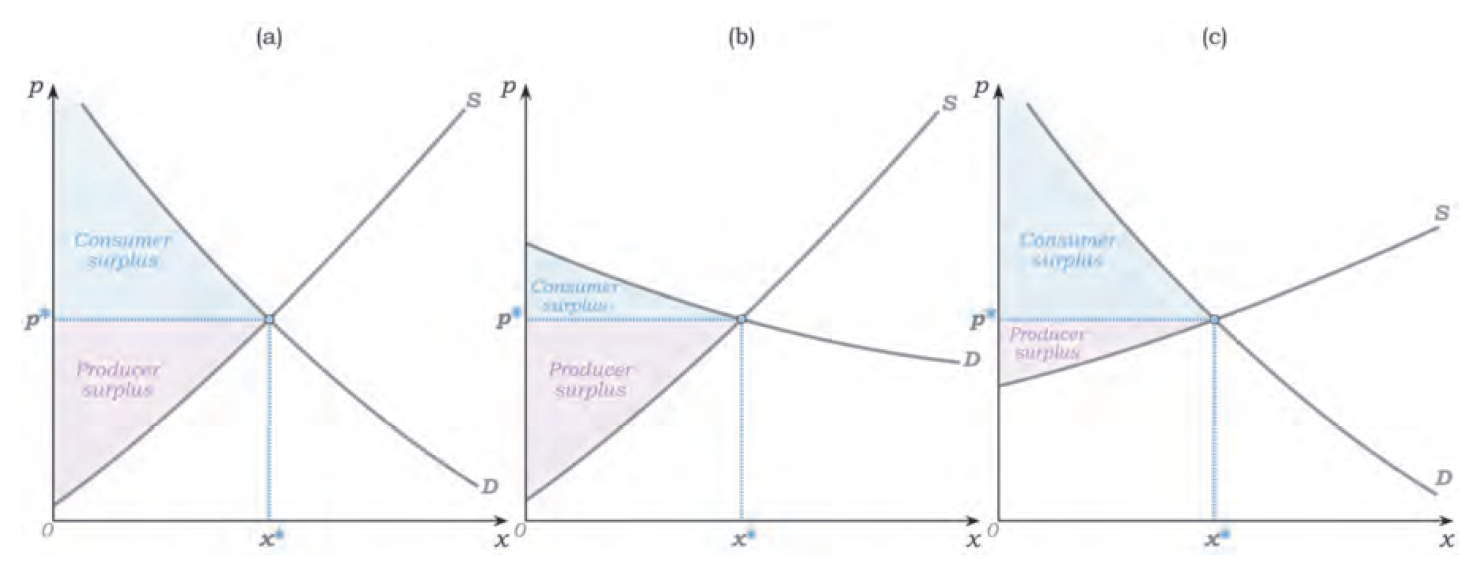 (a)
p
S
Consumer
surplus
p*
Producer
surplus
D
0
x*
x
(b)
p
S
Consumer
surplus
p*
Producer
surplus
D
0
x*
x
(c)
p
S
Consumer
surplus
p*
Producer
surplus
D
0
x*
x